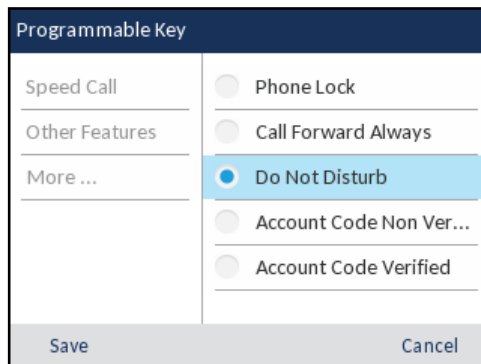 Programmable Key
Speed Call
Other Features
More ...
Phone Lock
Call Forward Always
Do Not Disturb
Account Code Non Ver...
Account Code Verified
Save
Cancel